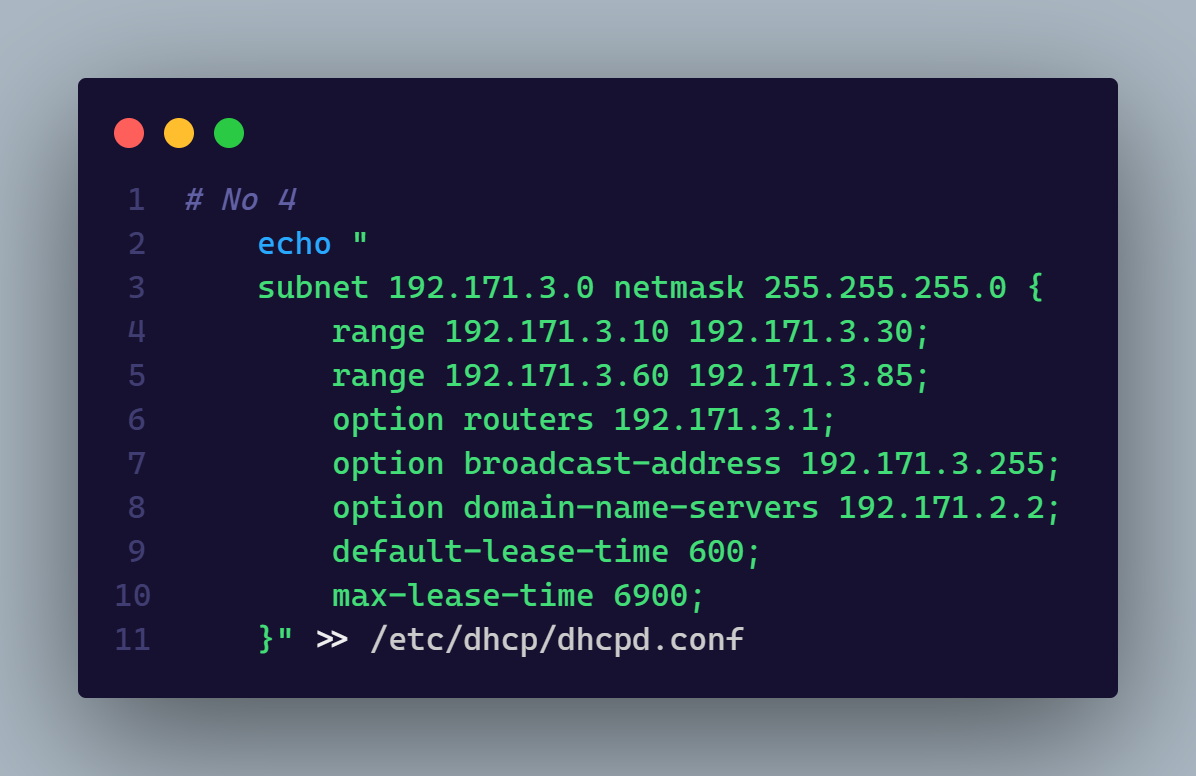 1 # No 4
2     echo "
3     subnet 192.171.3.0 netmask 255.255.255.0 {
4         range 192.171.3.10 192.171.3.30;
5         range 192.171.3.60 192.171.3.85;
6         option routers 192.171.3.1;
7         option broadcast-address 192.171.3.255;
8         option domain-name-servers 192.171.2.2;
9         default-lease-time 600;
10         max-lease-time 6900;
11     }" >> /etc/dhcp/dhcpd.conf